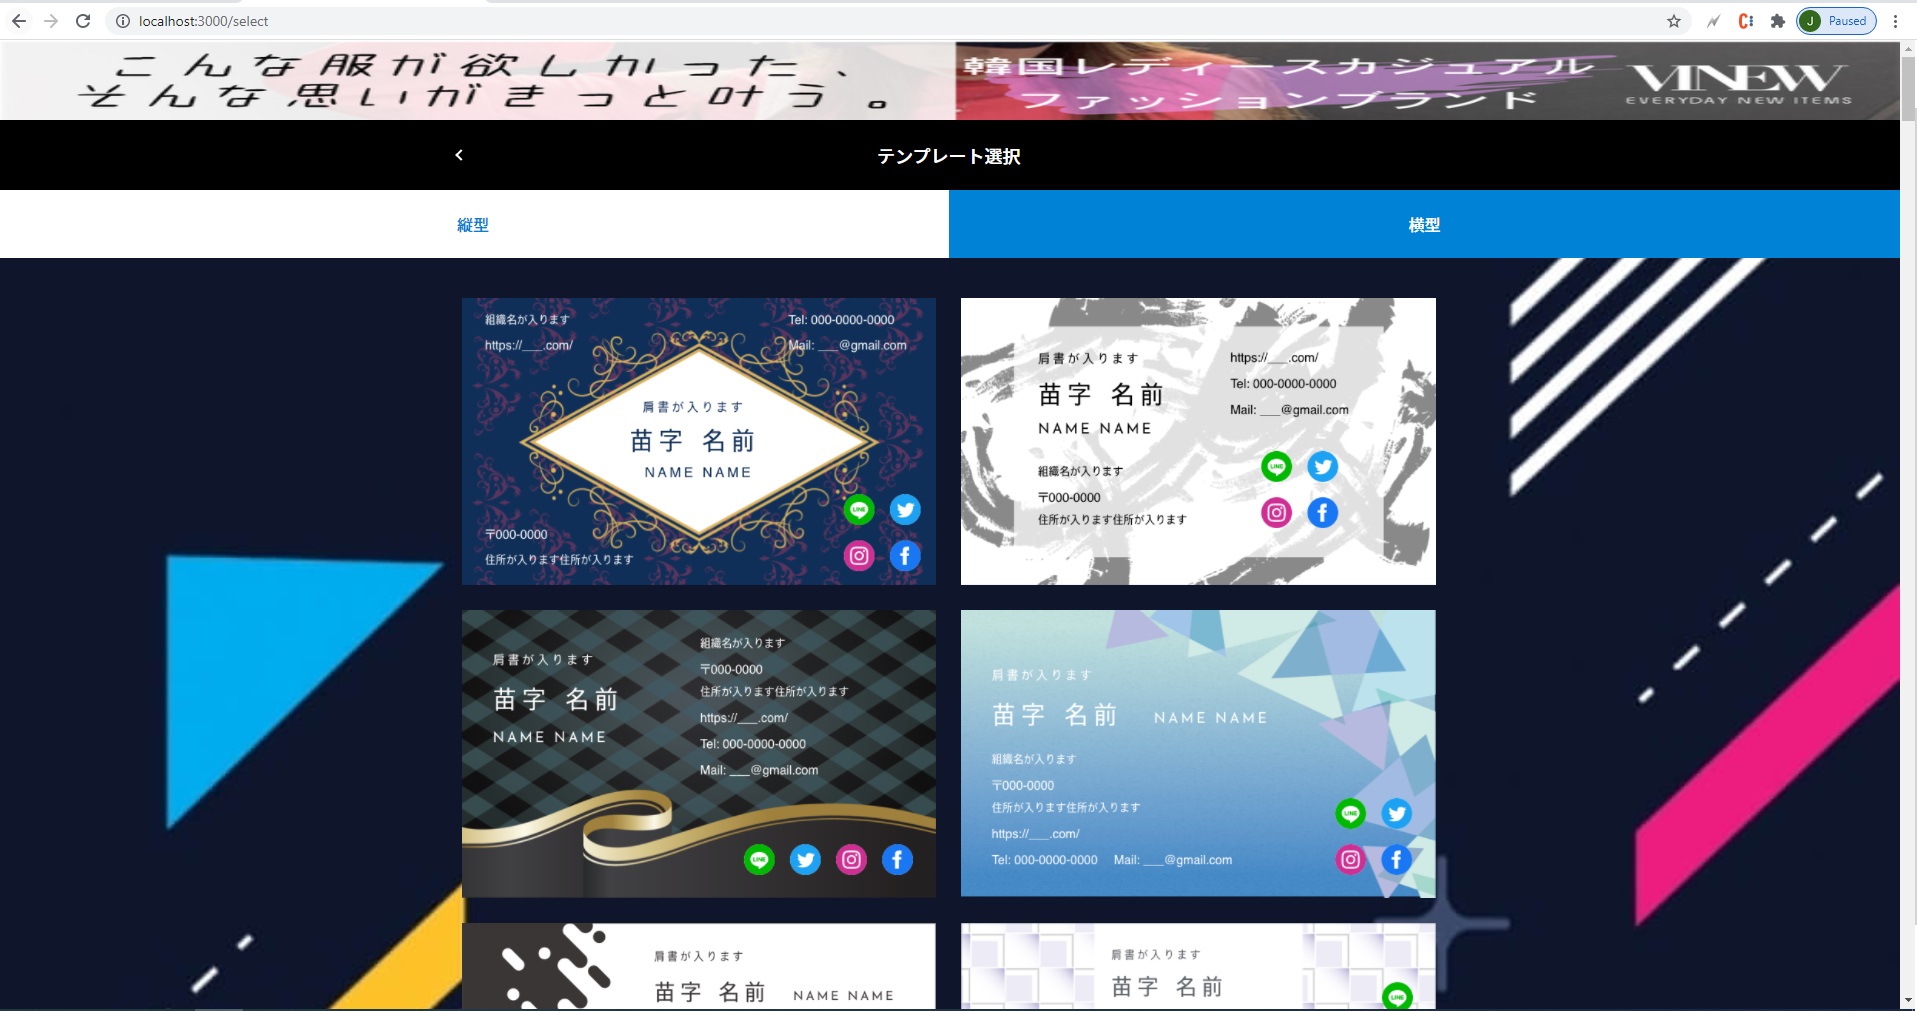 localhost:3000/select
J Paused
こんな服が欲しかった、
そんな思いがきっと叶う。
韓国レディースカジュアル
ファッションブランド
VINEW
EVERYDAY NEW ITEMS
テンプレート選択
縦型
横型
組織名が入ります
https://___.com/
Tel: 000-0000-0000
Mail: ___@gmail.com
肩書が入ります
苗字 名前
NAME NAME
LINE
〒000-0000
住所が入ります住所が入ります
肩書が入ります
苗字 名前
NAME NAME
https://___.com/
Tel: 000-0000-0000
Mail: ___@gmail.com
組織名が入ります
〒000-0000
住所が入ります住所が入ります
LINE
肩書が入ります
苗字 名前
NAME NAME
組織名が入ります
〒000-0000
住所が入ります住所が入ります
https://___.com/
Tel: 000-0000-0000
Mail: ___@gmail.com
LINE
肩書が入ります
苗字 名前 NAME NAME
組織名が入ります
〒000-0000
住所が入ります住所が入ります
https://___.com/
Tel: 000-0000-0000 Mail: ___@gmail.com
LINE
肩書が入ります
苗字 名前 NAME NAME
肩書が入ります
苗字 名前
LINE